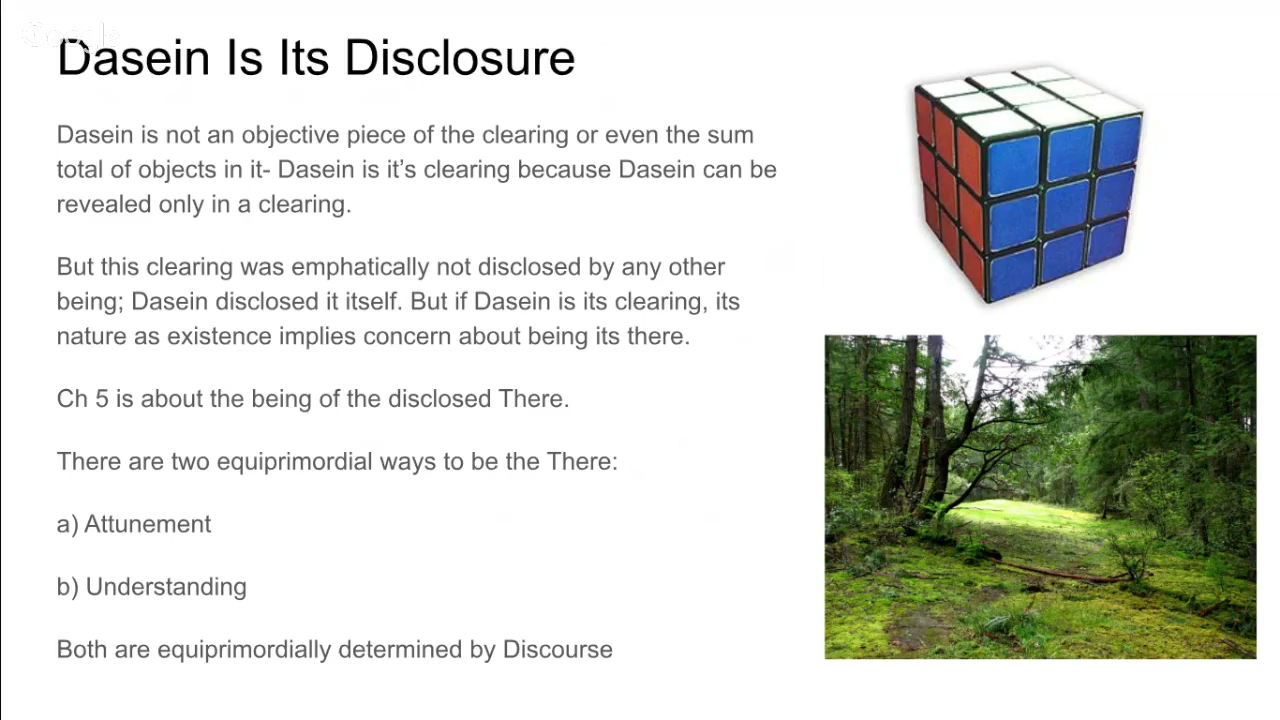 Google
Dasein Is Its Disclosure
Dasein is not an objective piece of the clearing or even the sum
total of objects in it- Dasein is it’s clearing because Dasein can be
revealed only in a clearing.
But this clearing was emphatically not disclosed by any other
being; Dasein disclosed it itself. But if Dasein is its clearing, its
nature as existence implies concern about being its there.
Ch 5 is about the being of the disclosed There.
There are two equiprimordial ways to be the There:
a) Attunement
b) Understanding
Both are equiprimordially determined by Discourse